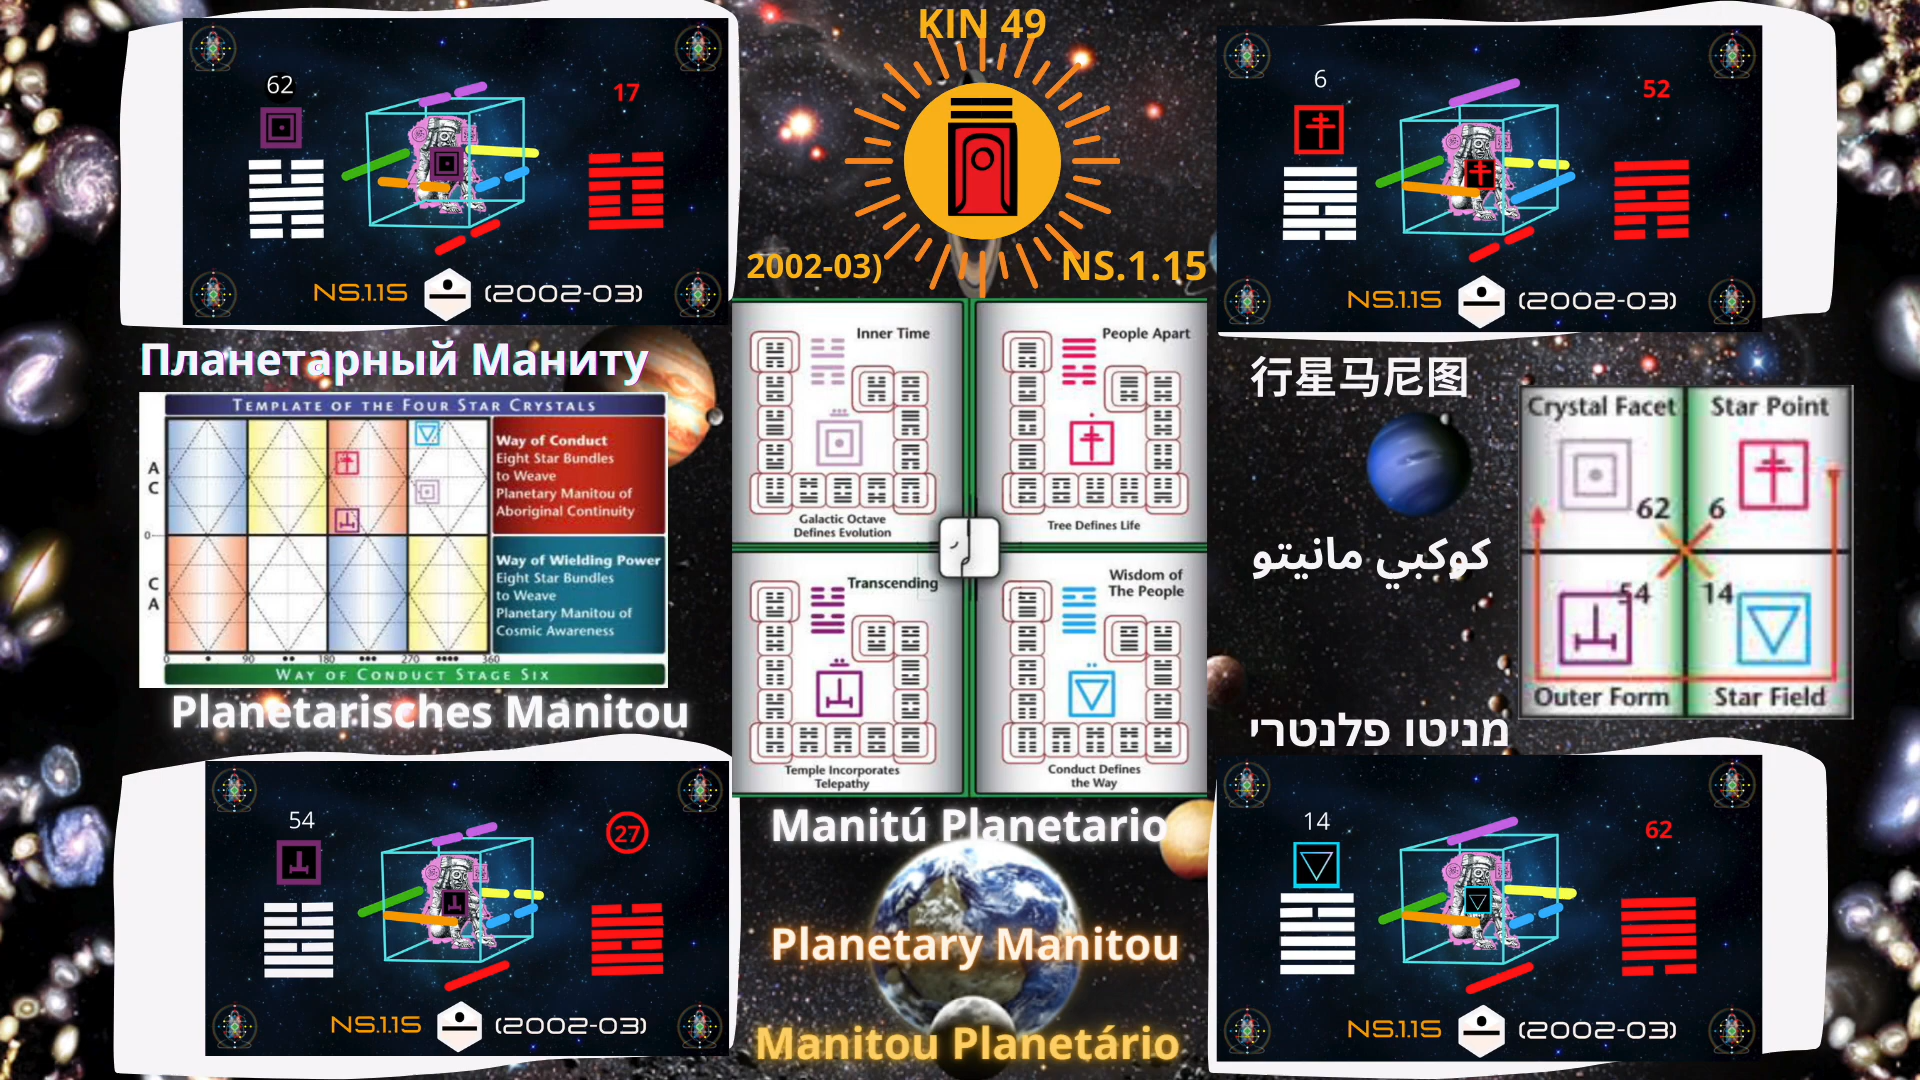 KIN 49
2002-03)
NS.1.15
62
17
NS.1.15
(2002-03)
6
52
NS.1.15
(2002-03)
Планетарный Маниту
TEMPLATE OF THE FOUR STAR CRYSTALS
A
C
0
C
A
Way of Conduct
Eight Star Bundles
to Weave
Planetary Manitou of
Aboriginal Continuity
Way of Wielding Power
Eight Star Bundles
to Weave
Planetary Manitou of
Cosmic Awareness
0 90 180 270 360
WAY OF CONDUCT STAGE SIX
Planetarisches Manitou
Inner Time
Galactic Octave
Defines Evolution
People Apart
Tree Defines Life
Transcending
Temple Incorporates
Telepathy
Wisdom of
The People
Conduct Defines
the Way
行星马尼图
كوكبي مانيتو
מניטו פלנטרי
Crystal Facet
Star Point
62
6
54
14
Outer Form
Star Field
54
27
NS.1.15
(2002-03)
Manitú Planetario
Planetary Manitou
Manitou Planetário
14
62
NS.1.15
(2002-03)